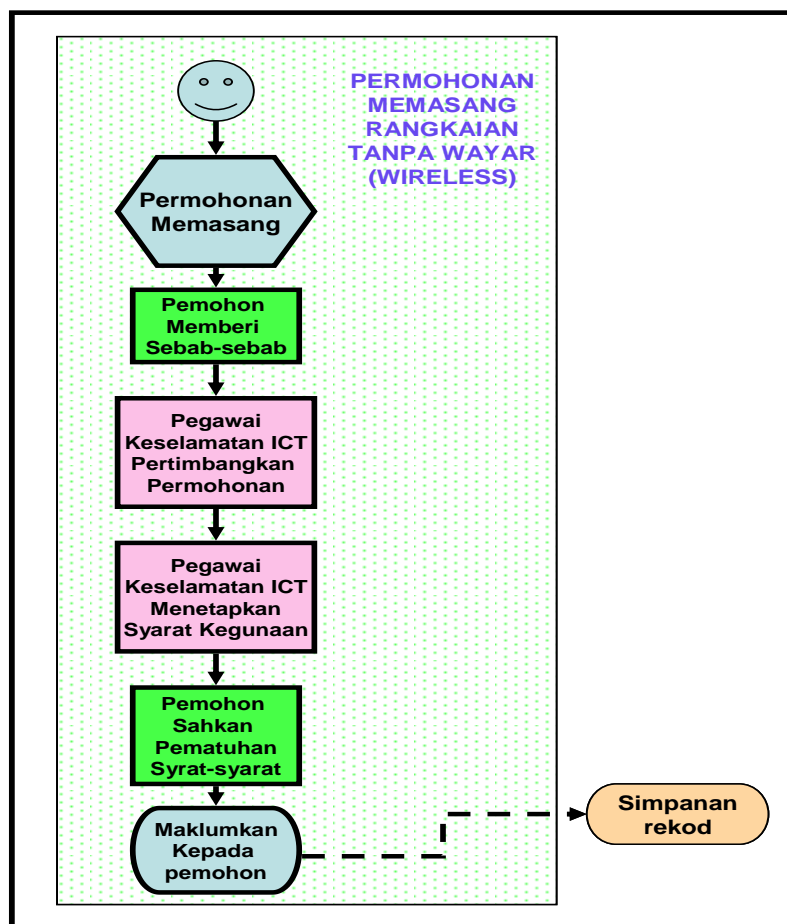 PERMOHONAN
MEMASANG
RANGKAIAN
TANPA WAYAR
(WIRELESS)
Permohonan
Memasang
Pemohon
Memberi
Sebab-sebab
Pegawai
Keselamatan ICT
Pertimbangkan
Permohonan
Pegawai
Keselamatan ICT
Menetapkan
Syarat Kegunaan
Pemohon
Sahkan
Pematuhan
Syrat-syarat
Maklumkan
Kepada
pemohon
Simpanan
rekod